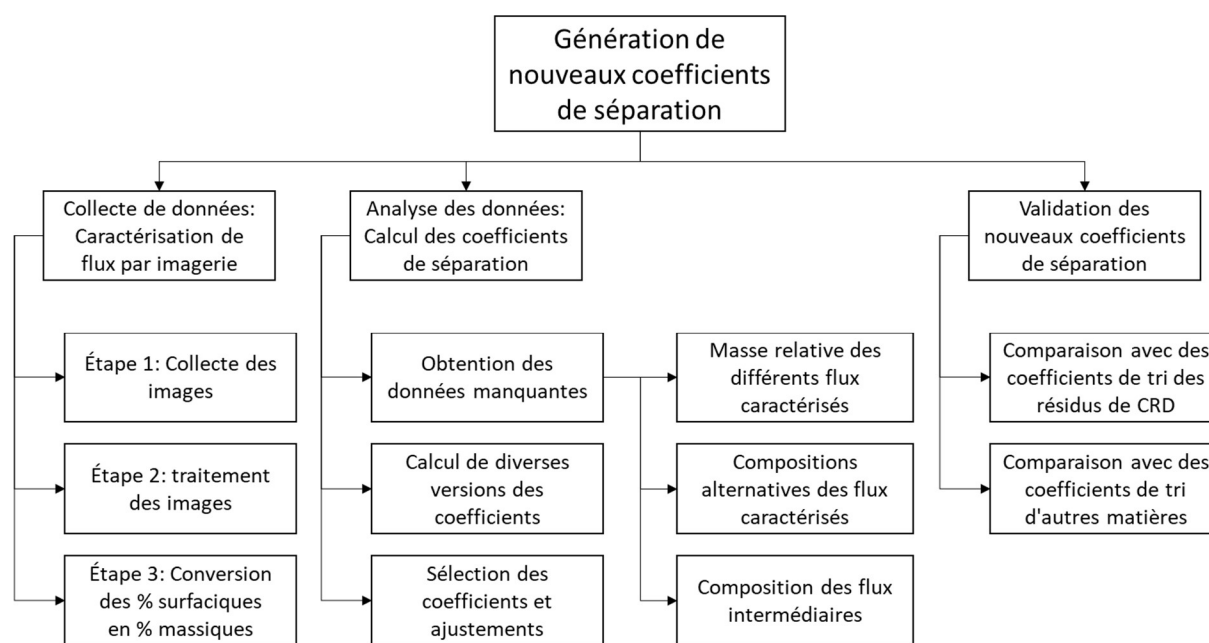 Génération de
nouveaux coefficients
de séparation
Collecte de données:
Caractérisation de
flux par imagerie
Analyse des données:
Calcul des coefficients
de séparation
Validation des
nouveaux coefficients
de séparation
Étape 1: Collecte des
images
Obtention des
données manquantes
Masse relative des
différents flux
caractérisés
Comparaison avec des
coefficients de tri des
résidus de CRD
Étape 2: traitement
des images
Calcul de diverses
versions des
coefficients
Compositions
alternatives des flux
caractérisés
Comparaison avec des
coefficients de tri
d'autres matières
Étape 3: Conversion
des % surfaciques
en % massiques
Sélection des
coefficients et
ajustements
Composition des flux
intermédiaires